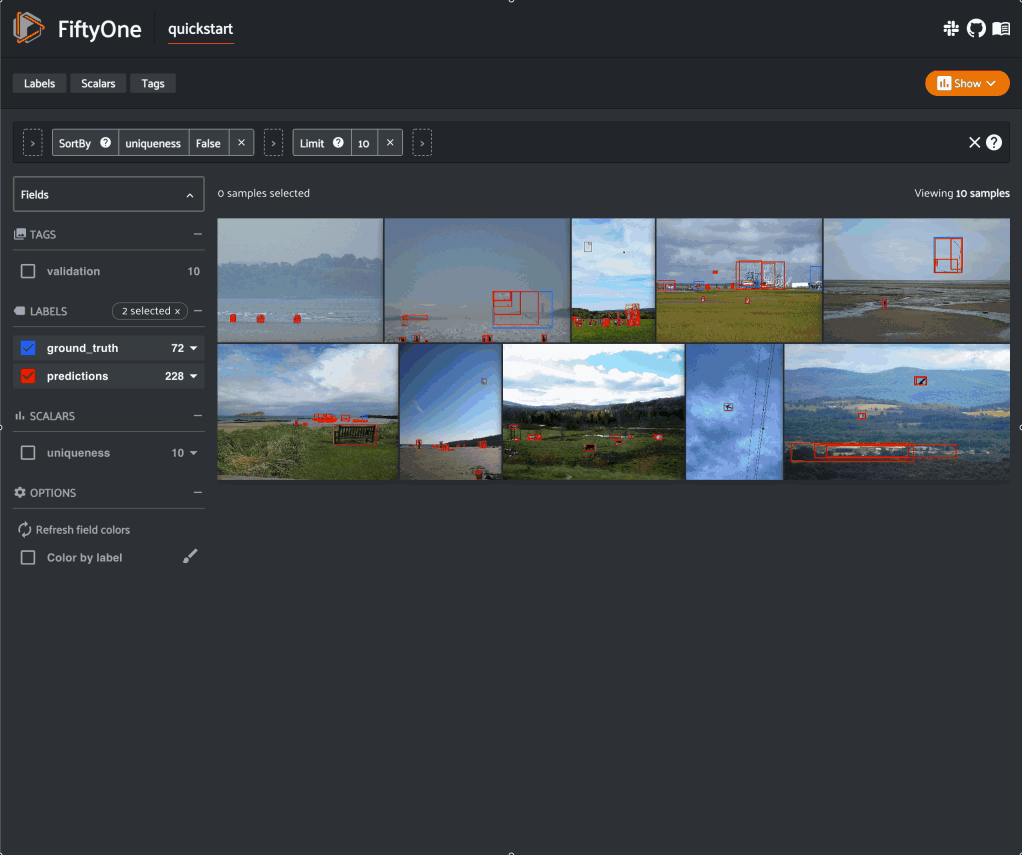 FiftyOne quickstart
Labels Scalars Tags Show
> SortBy ? uniqueness False × > Limit ? 10 × > × ?
Fields 0 samples selected Viewing 10 samples
TAGS
validation 10
LABELS 2 selected x
ground_truth 72
predictions 228
SCALARS
uniqueness 10
OPTIONS
Refresh field colors
Color by label